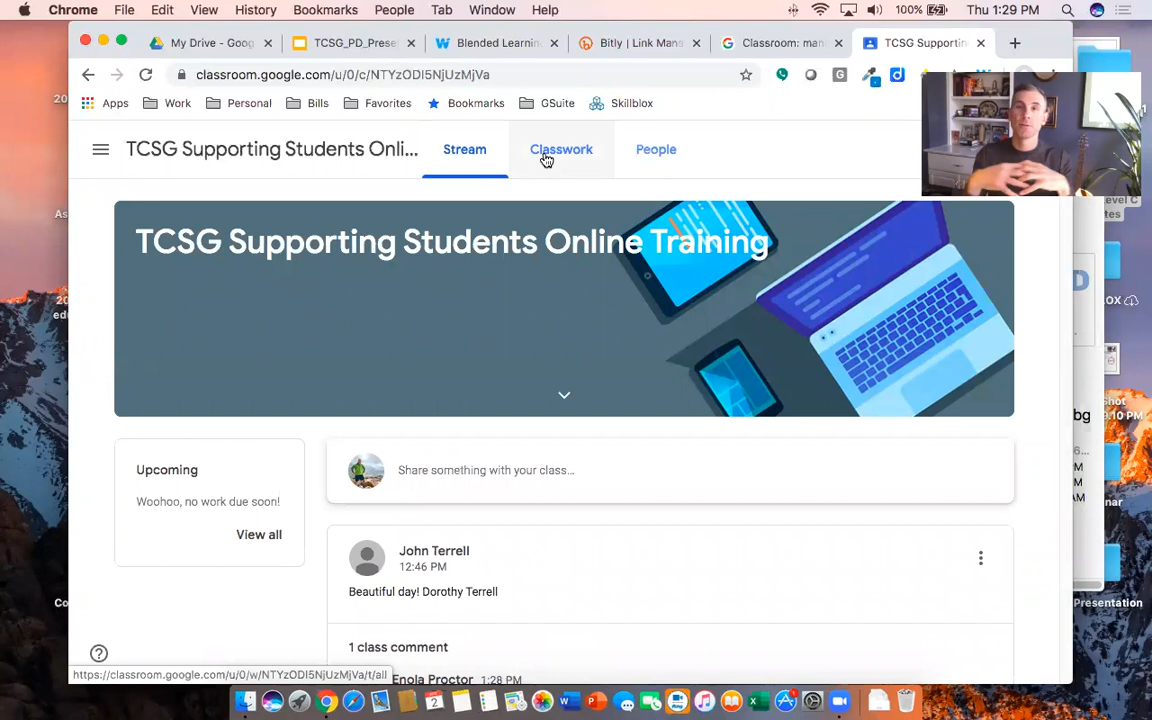 Chrome File Edit View History Bookmarks People Tab Window Help 100% Thu 1:29 PM
My Drive - Goog TCSG_PD_Prese Blended Learnin Bitly | Link Mana Classroom: man TCSG Supportin
classroom.google.com/u/0/c/NTYzODI5NjUzMjVa
Apps Work Personal Bills Favorites Bookmarks GSuite Skillblox
TCSG Supporting Students Onli... Stream Classwork People
TCSG Supporting Students Online Training
Upcoming
Woohoo, no work due soon!
View all
Share something with your class...
John Terrell
12:46 PM
Beautiful day! Dorothy Terrell
1 class comment
Enola Proctor 1:28 PM
https://classroom.google.com/u/0/w/NTYzODI5NjUzMjVa/t/all
Presentation